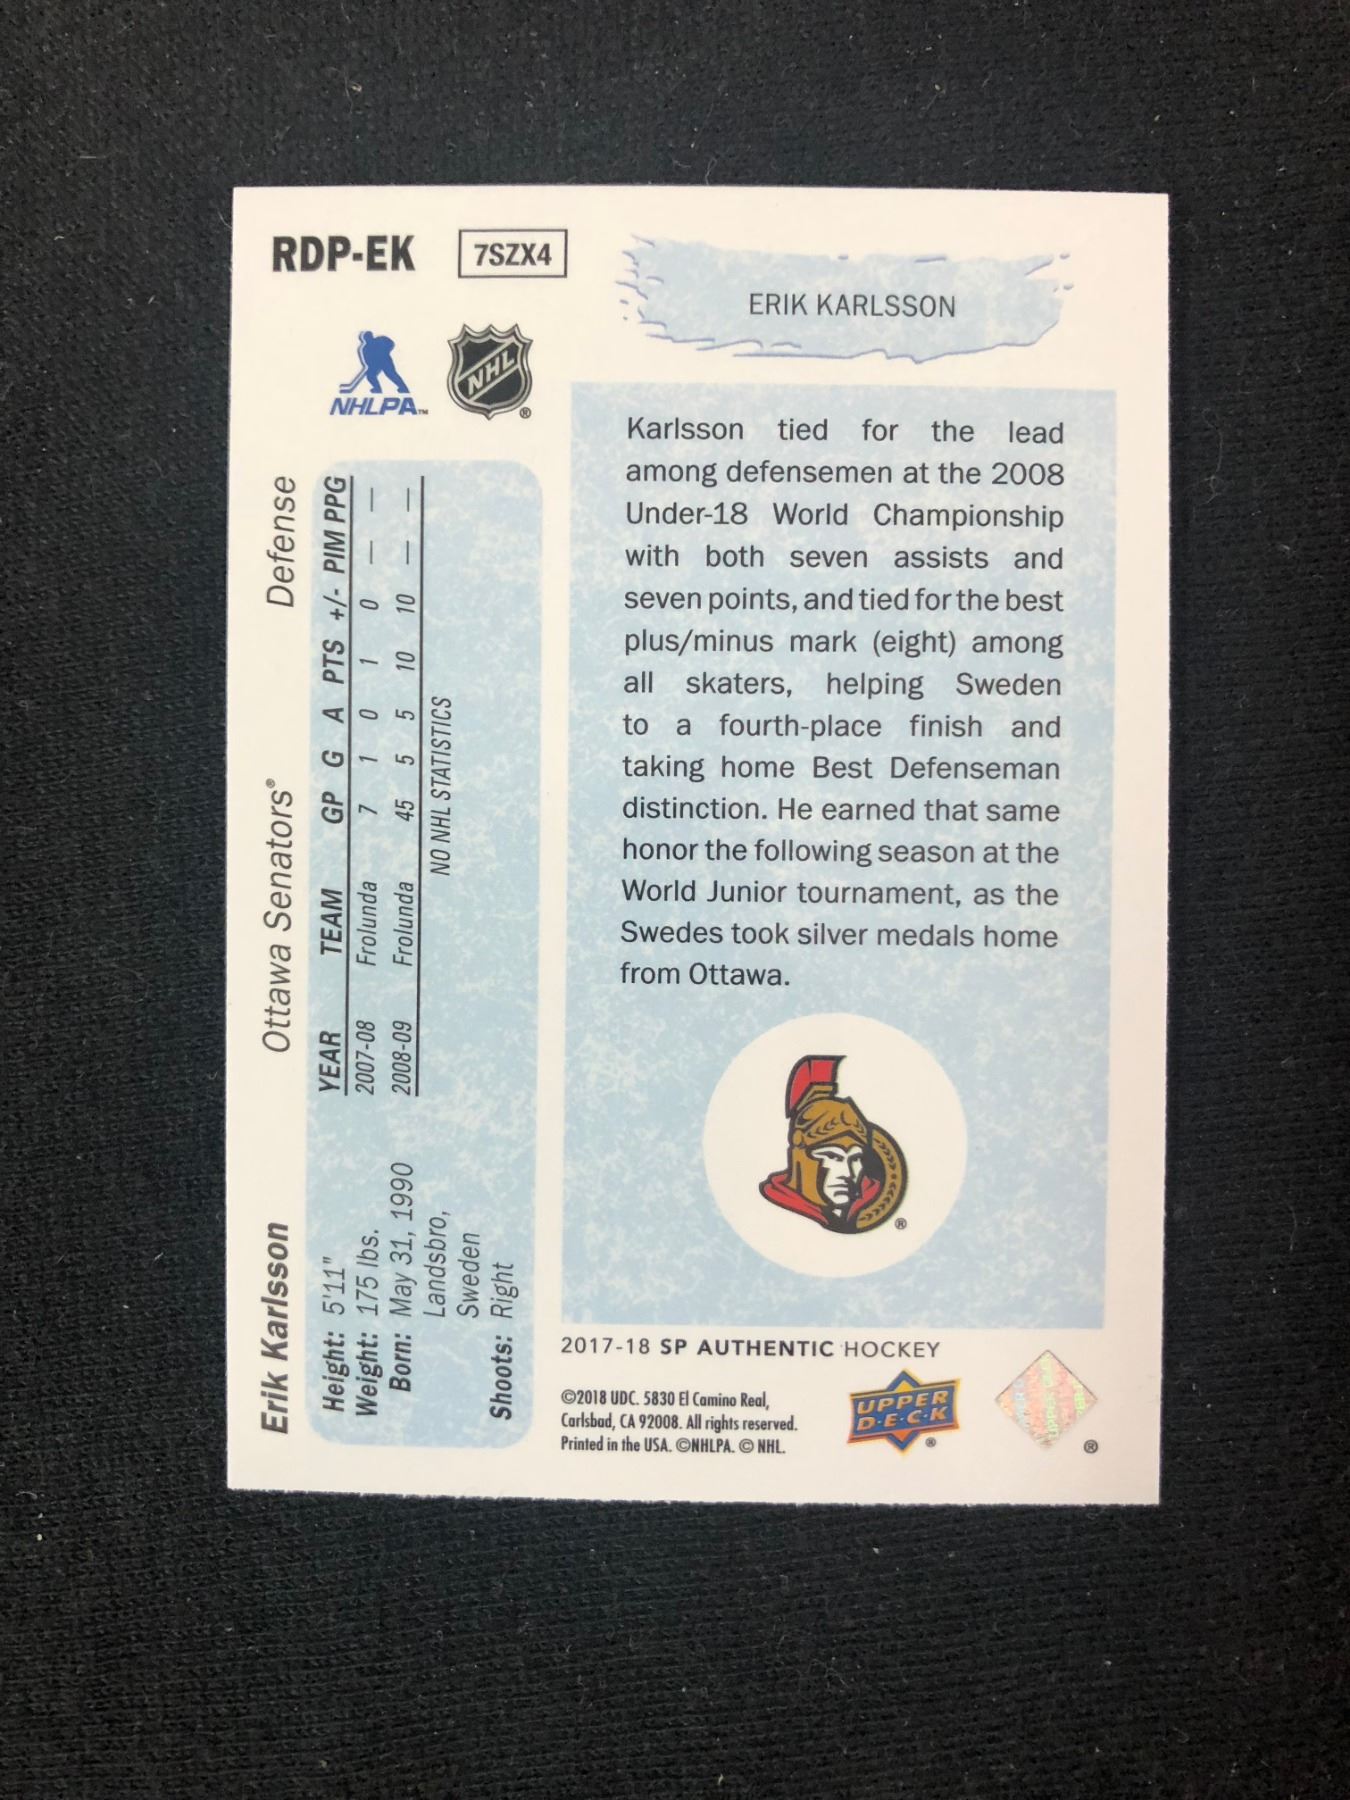 RDP-EK
7SZX4
NHLPA™
NHL
®
ERIK KARLSSON
Karlsson tied for the lead
among defensemen at the 2008
Under-18 World Championship
with both seven assists and
seven points, and tied for the best
plus/minus mark (eight) among
all skaters, helping Sweden
to a fourth-place finish and
taking home Best Defenseman
distinction. He earned that same
honor the following season at the
World Junior tournament, as the
Swedes took silver medals home
from Ottawa.
®
Erik Karlsson Ottawa Senators® Defense
Height: 5'11"
Weight: 175 lbs.
Born: May 31, 1990
Landsbro,
Sweden
Shoots: Right
YEAR TEAM GP G A PTS +/- PIM PPG
2007-08 Frolunda 7 1 0 1 0 — —
2008-09 Frolunda 45 5 5 10 10 — —
NO NHL STATISTICS
2017-18 SP AUTHENTIC HOCKEY
©2018 UDC. 5830 El Camino Real,
Carlsbad, CA 92008. All rights reserved.
Printed in the USA. ©NHLPA. © NHL.
UPPER
D·E·C·K
®
®